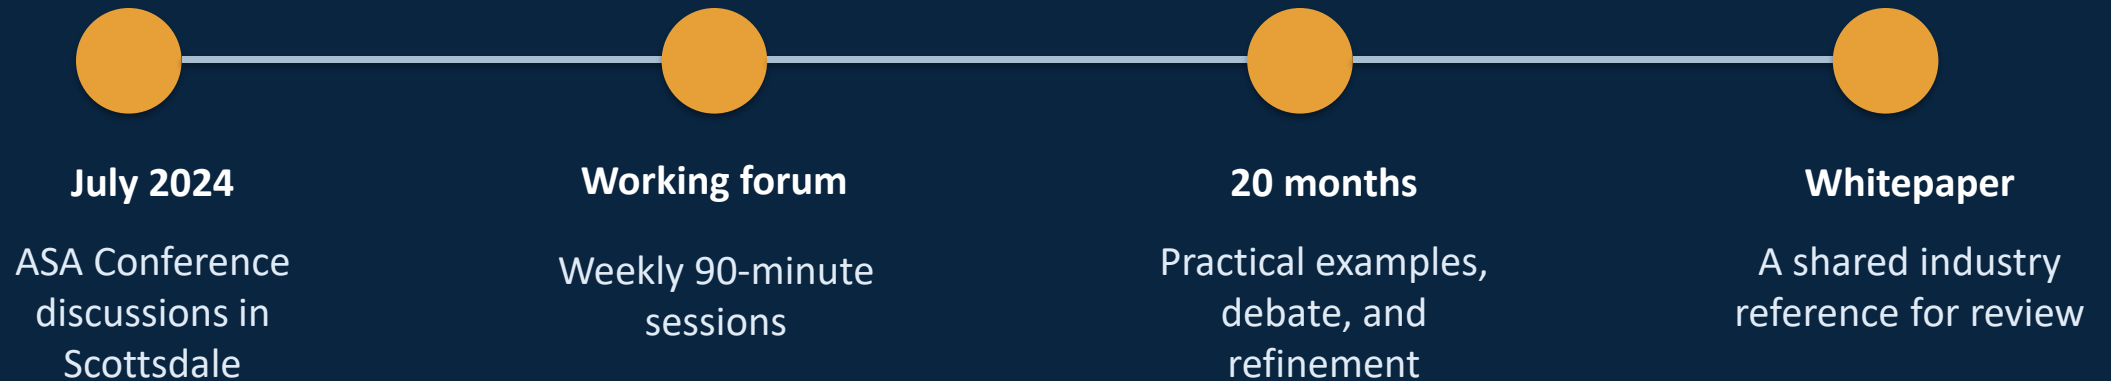 July 2024
ASA Conference
discussions in
Scottsdale
Working forum
Weekly 90-minute
sessions
20 months
Practical examples,
debate, and
refinement
Whitepaper
A shared industry
reference for review